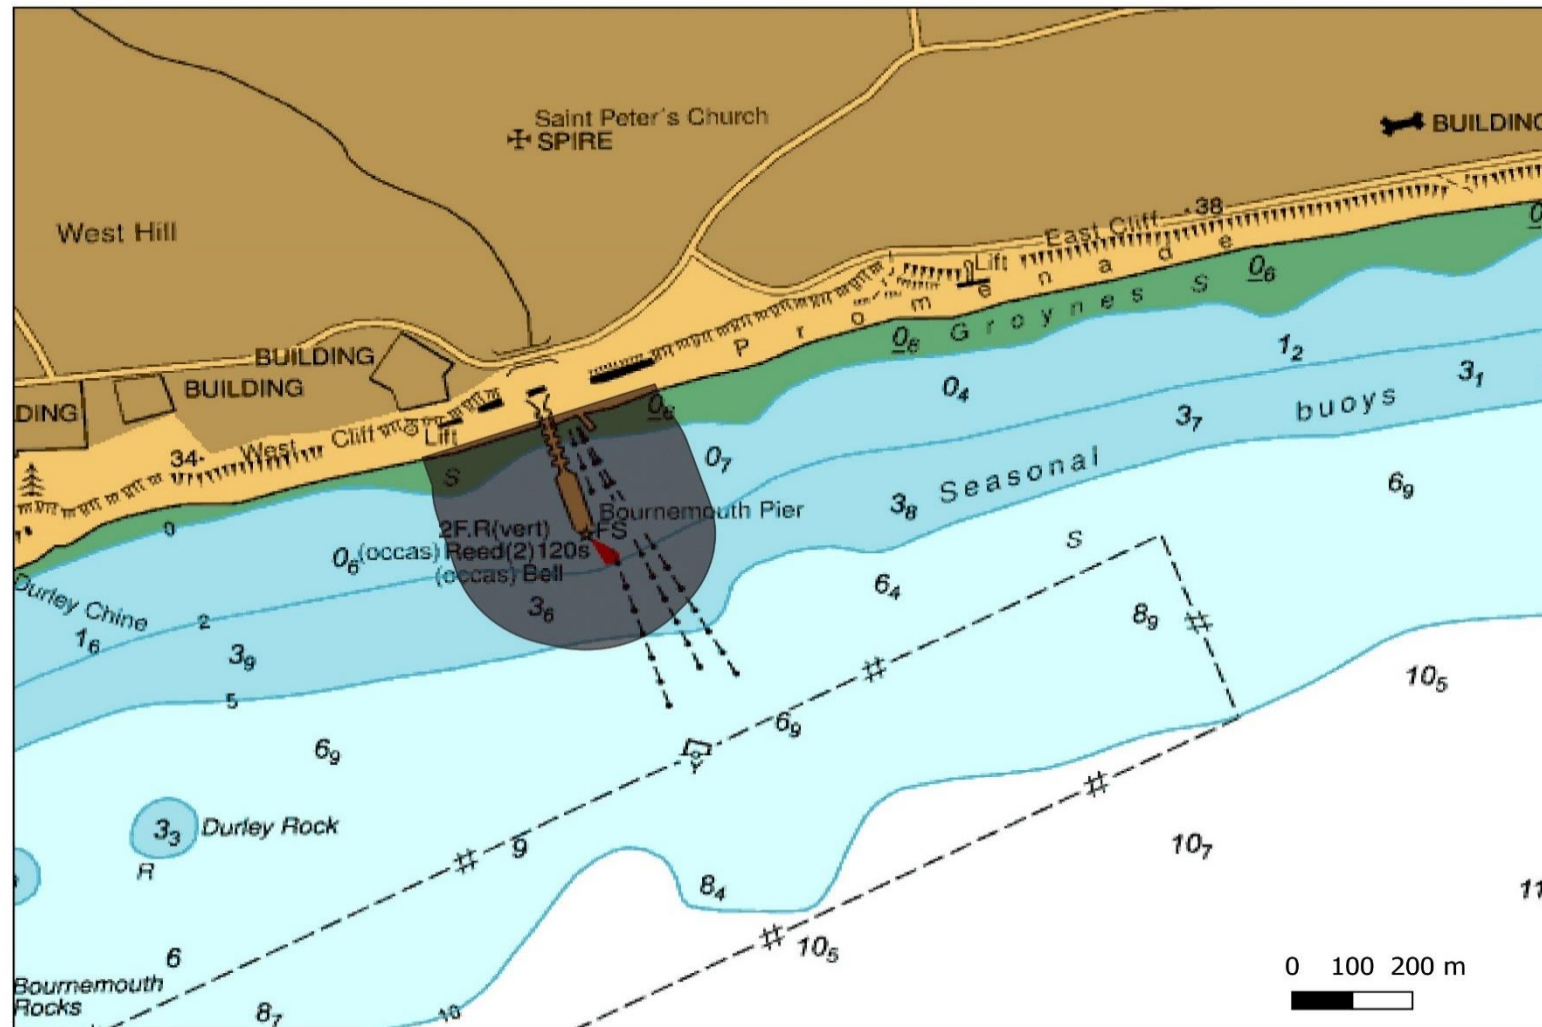 Saint Peter's Church
SPIRE
BUILDING
West Hill
East Cliff
38
Lift
Promenade
0₆
0₆
Groynes
S
0₆
1₂
BUILDING
BUILDING
DING
0₄
3₁
3₇
buoys
Seasonal
West Cliff
Lift
34
0₆
S
0₇
3₈
6₉
Bournemouth Pier
2F.R(vert)
FS
0₆
(occas) Reed(2)120s
(occas) Bell
0
S
Durley Chine
1₆
2
3₉
3₆
6₄
8₉
5
10₅
6₉
6₉
Y
3₃
Durley Rock
R
9
10₇
8₄
11
10₅
6
Bournemouth
Rocks
8₇
10
0 100 200 m